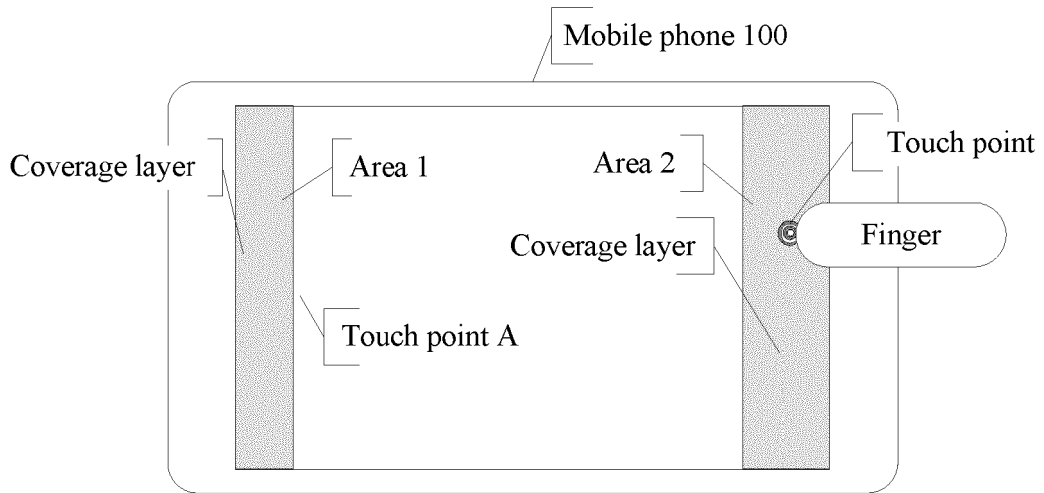 Mobile phone 100
Coverage layer
Area 1
Area 2
Touch point
Coverage layer
Finger
Touch point A